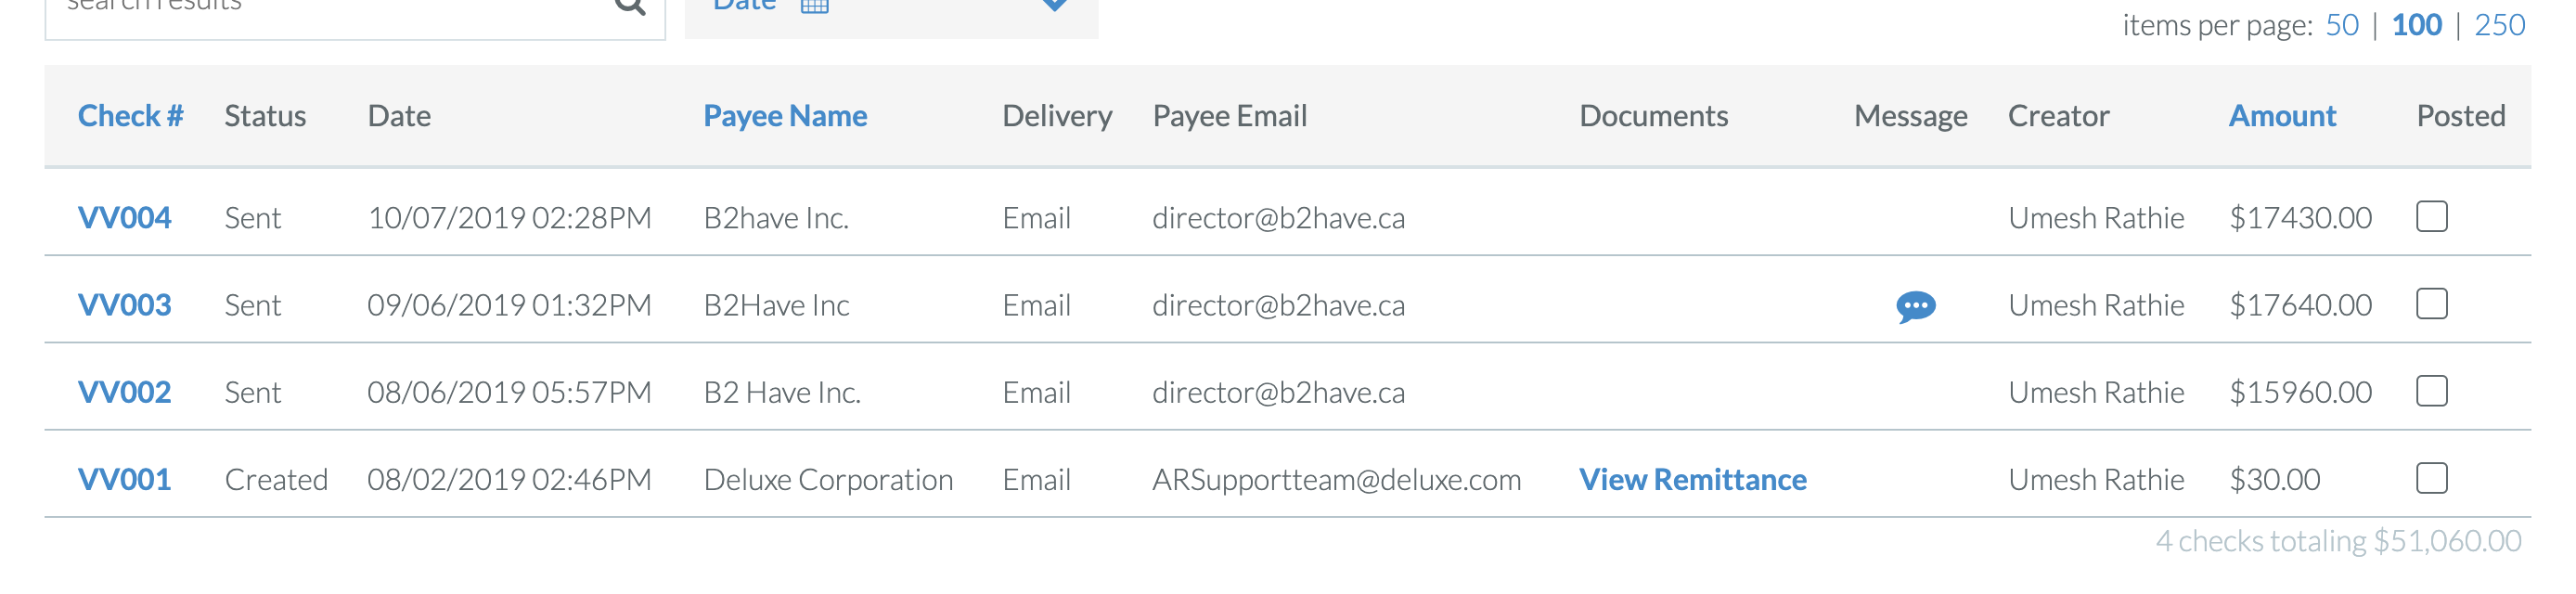 search results Date
items per page: 50 | 100 | 250
Check # Status Date Payee Name Delivery Payee Email Documents Message Creator Amount Posted
VV004 Sent 10/07/2019 02:28PM B2have Inc. Email director@b2have.ca Umesh Rathie $17430.00
VV003 Sent 09/06/2019 01:32PM B2Have Inc Email director@b2have.ca Umesh Rathie $17640.00
VV002 Sent 08/06/2019 05:57PM B2 Have Inc. Email director@b2have.ca Umesh Rathie $15960.00
VV001 Created 08/02/2019 02:46PM Deluxe Corporation Email ARSupportteam@deluxe.com View Remittance Umesh Rathie $30.00
4 checks totaling $51,060.00